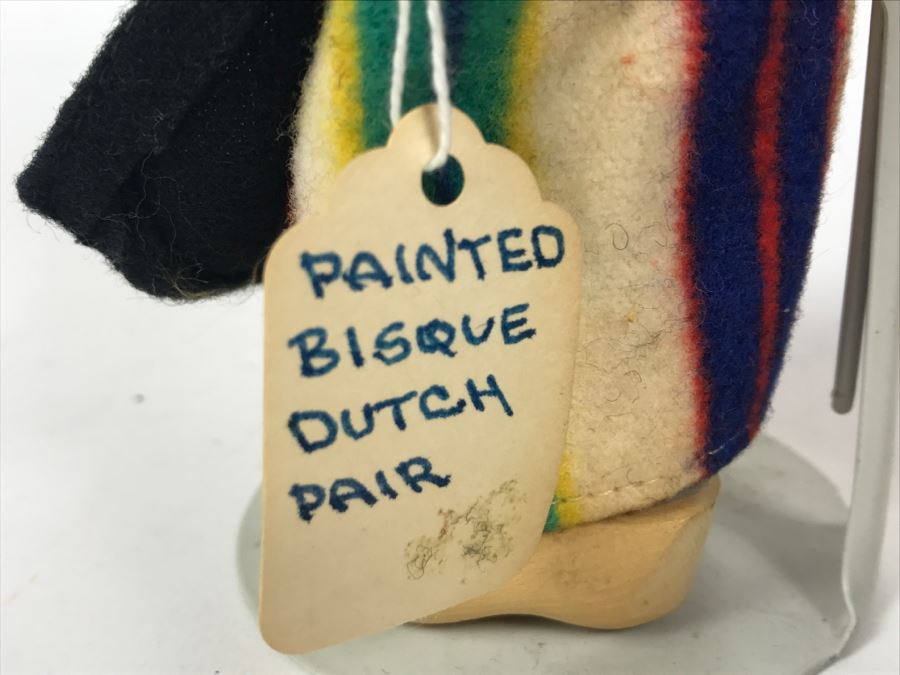 PAINTED
BISQUE
DUTCH
PAIR